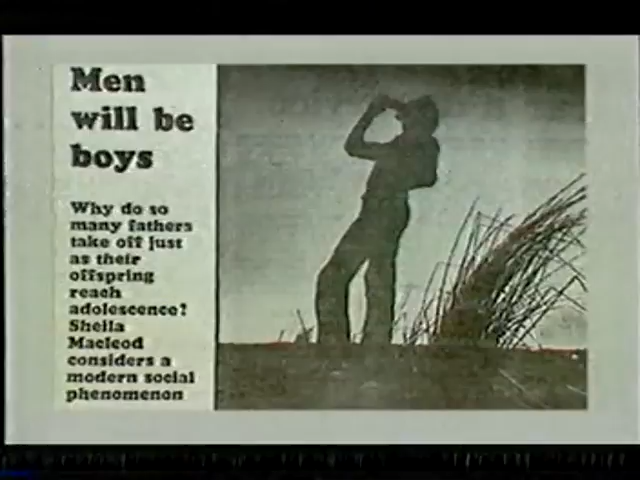 Men
will be
boys
Why do so
many fathers
take off just
as their
offspring
reach
adolescence?
Sheila
Macleod
considers a
modern social
phenomenon